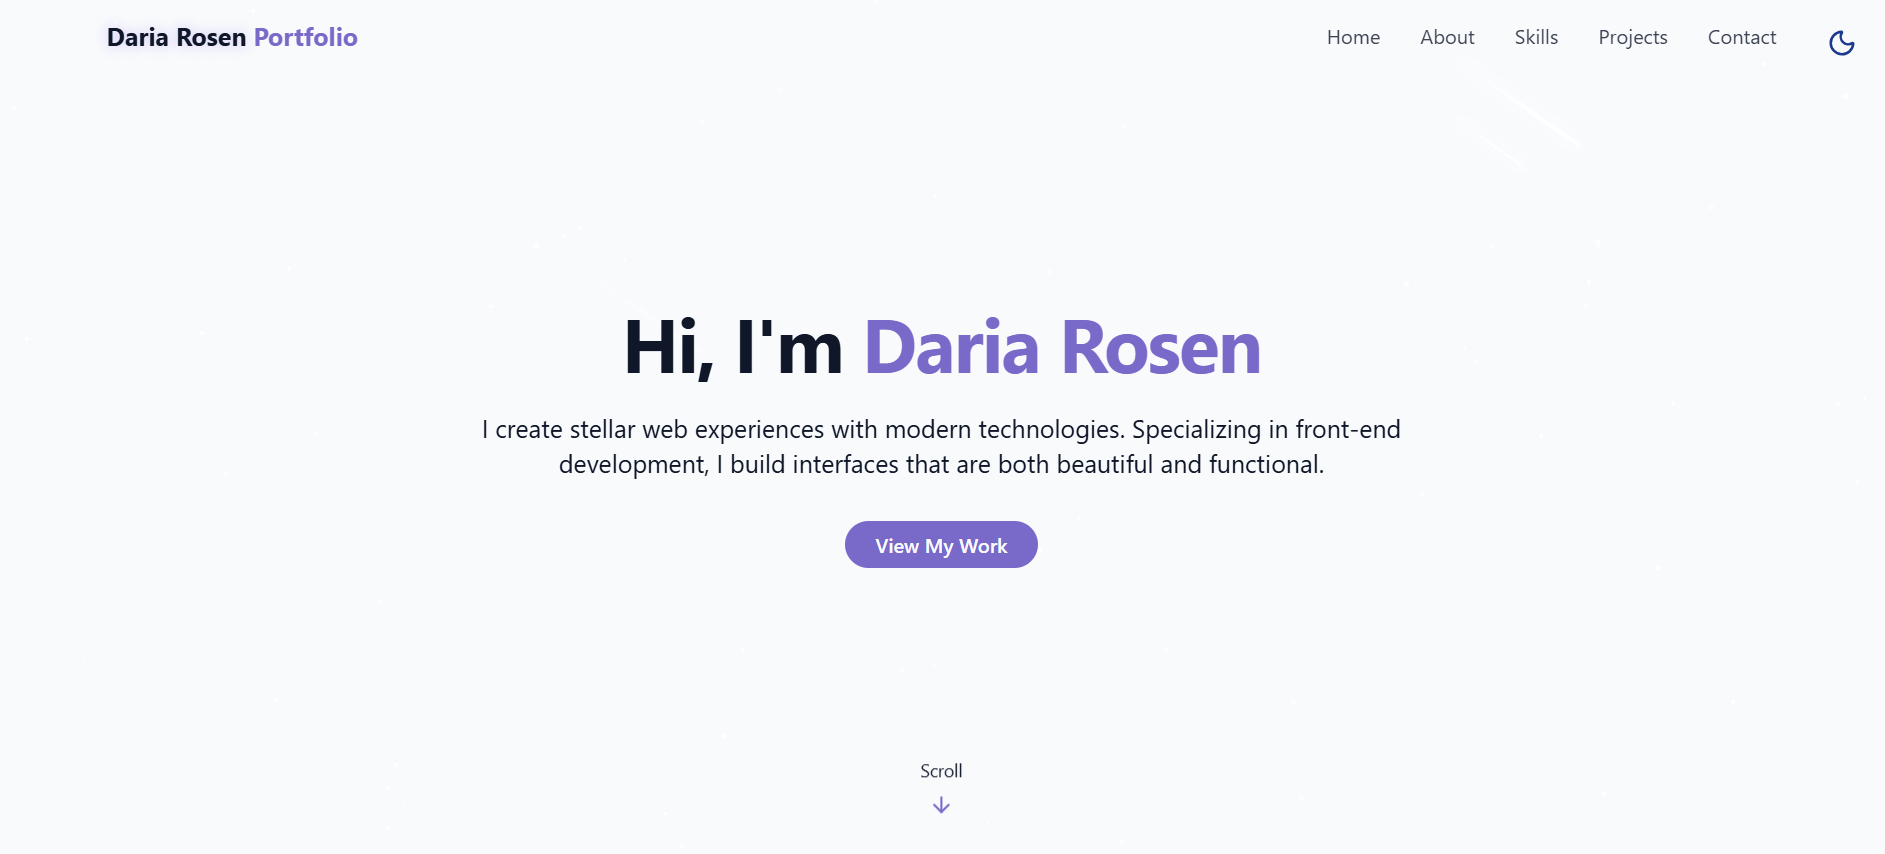 Daria Rosen Portfolio
Home About Skills Projects Contact
Hi, I'm Daria Rosen
I create stellar web experiences with modern technologies. Specializing in front-end
development, I build interfaces that are both beautiful and functional.
View My Work
Scroll